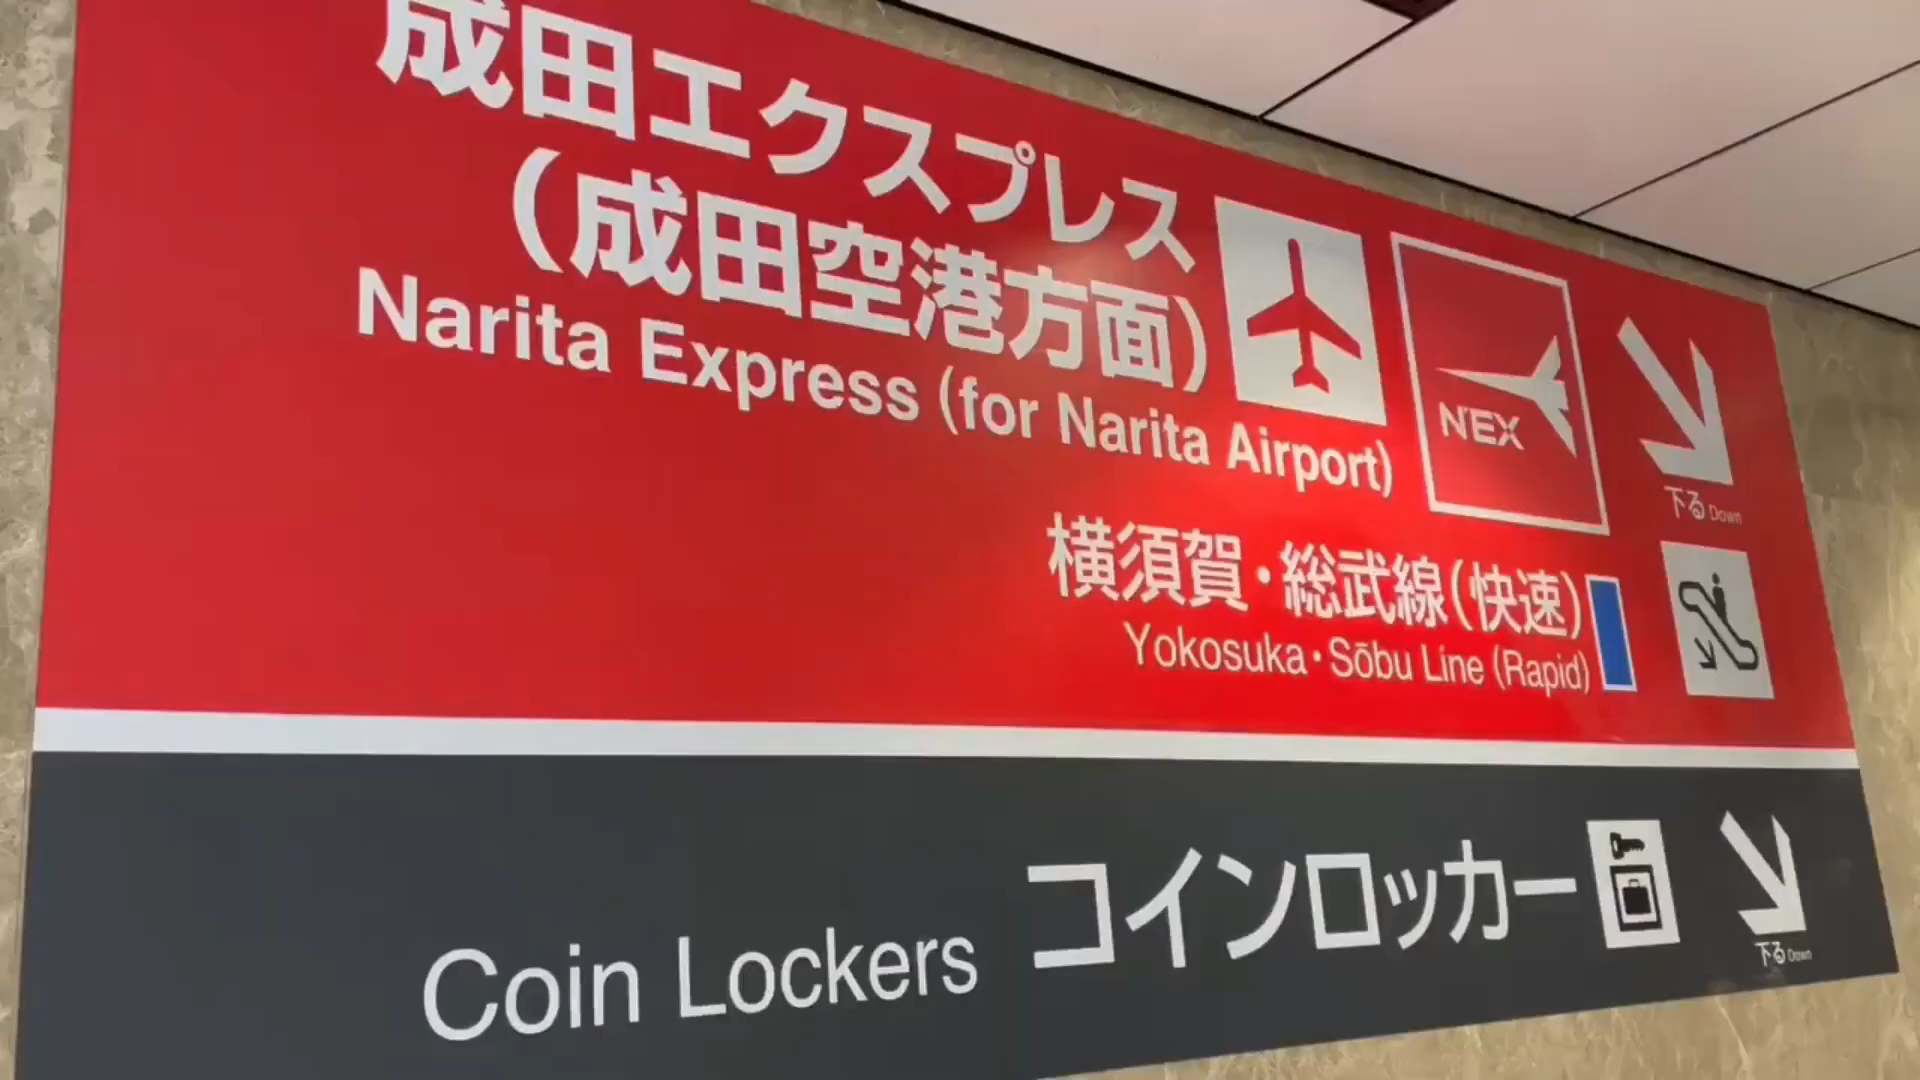 成田エクスプレス
(成田空港方面)
Narita Express (for Narita Airport)
N'EX
下る Down
横須賀・総武線(快速)
Yokosuka・Sōbu Line (Rapid)
Coin Lockers コインロッカー
下る Down